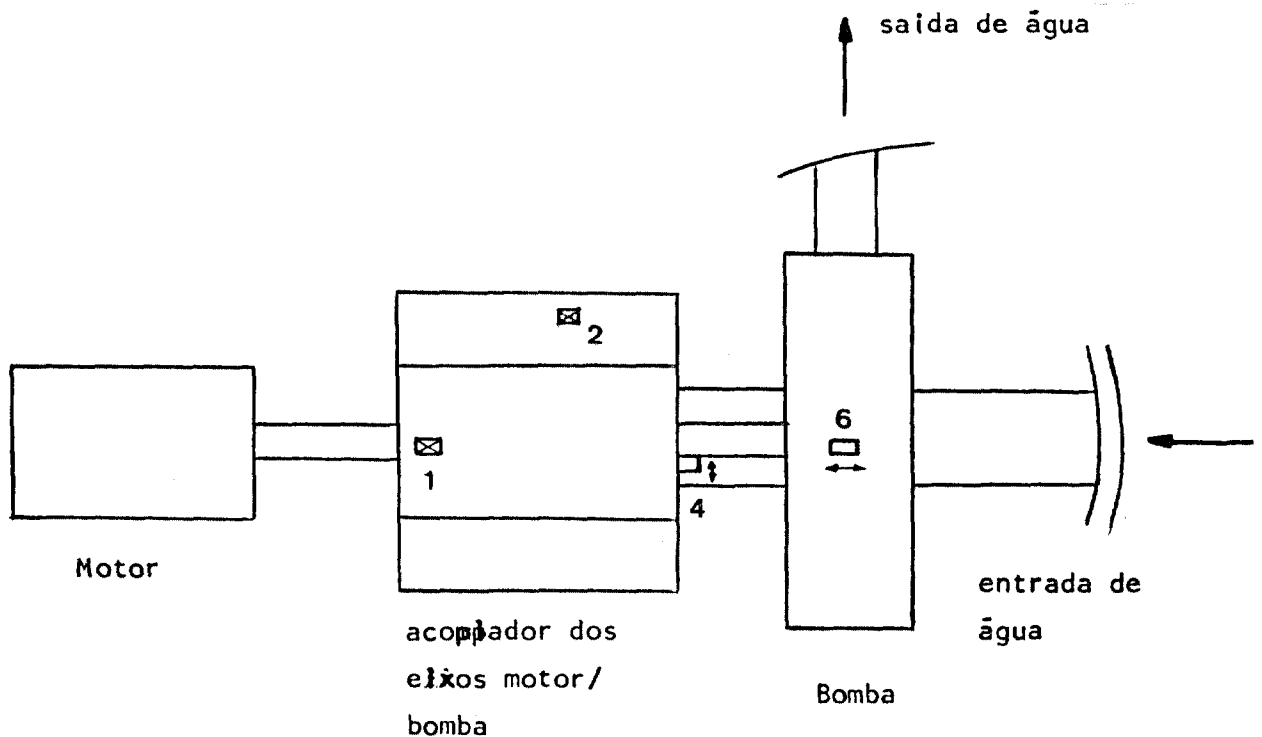 saida de água
2
6
1
4
Motor
entrada de
água
acoplador dos
eixos motor/
bomba
Bomba